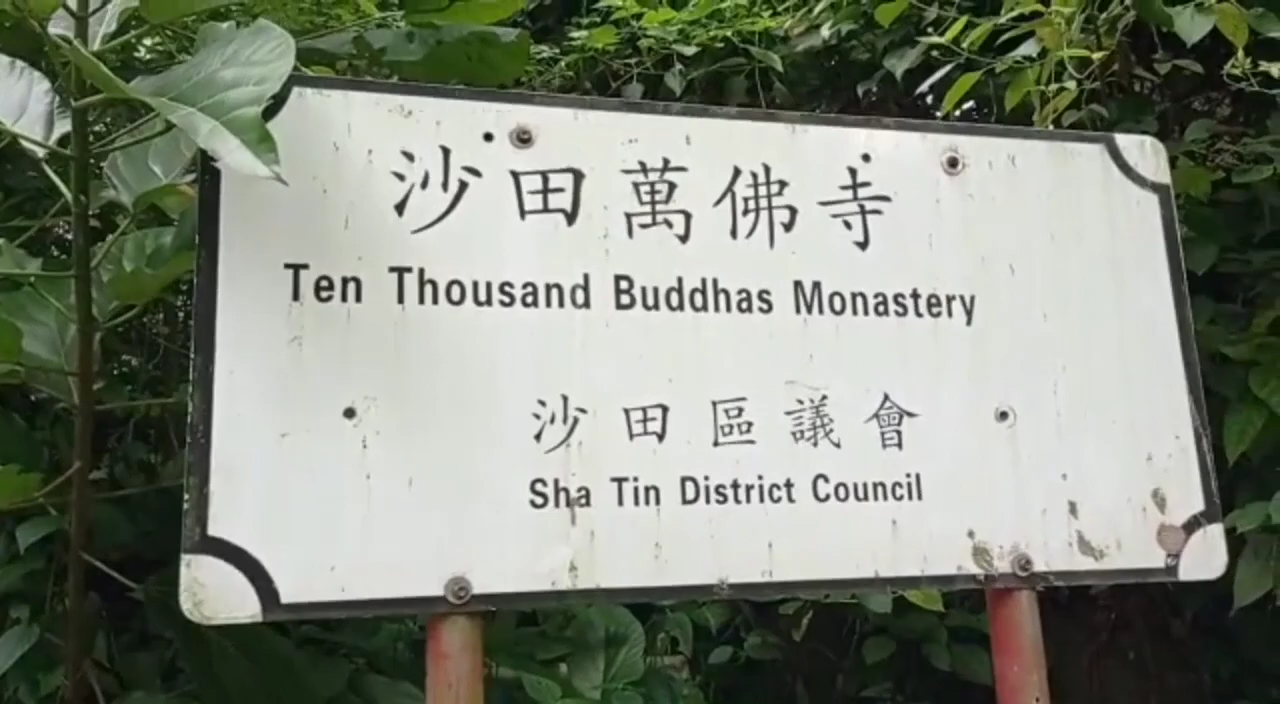 沙田萬佛寺
Ten Thousand Buddhas Monastery
沙田區議會
Sha Tin District Council